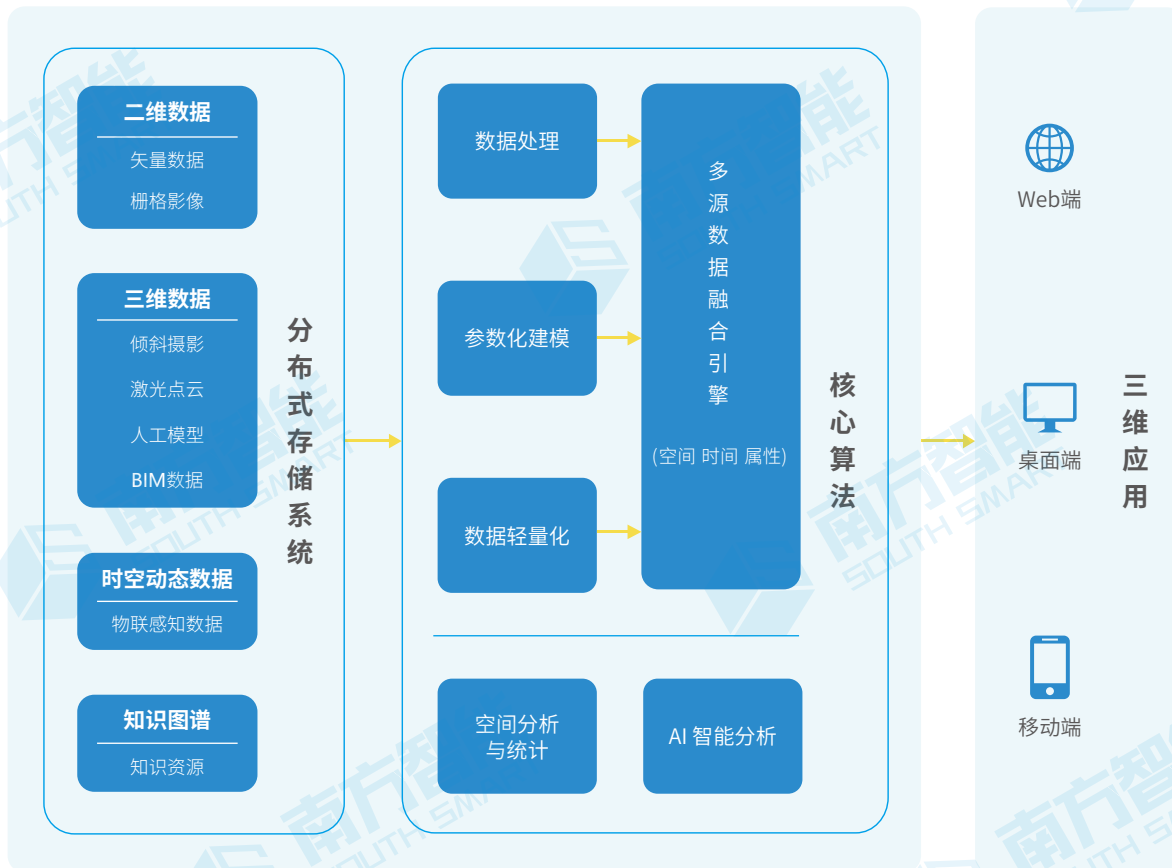 二维数据
矢量数据
栅格影像
三维数据
倾斜摄影
激光点云
人工模型
BIM数据
时空动态数据
物联感知数据
知识图谱
知识资源
分布式存储系统
数据处理
参数化建模
数据轻量化
多源数据融合引擎
(空间 时间 属性)
空间分析
与统计
AI 智能分析
核心算法
Web端
桌面端
移动端
三维应用
南方智能
SOUTH SMART